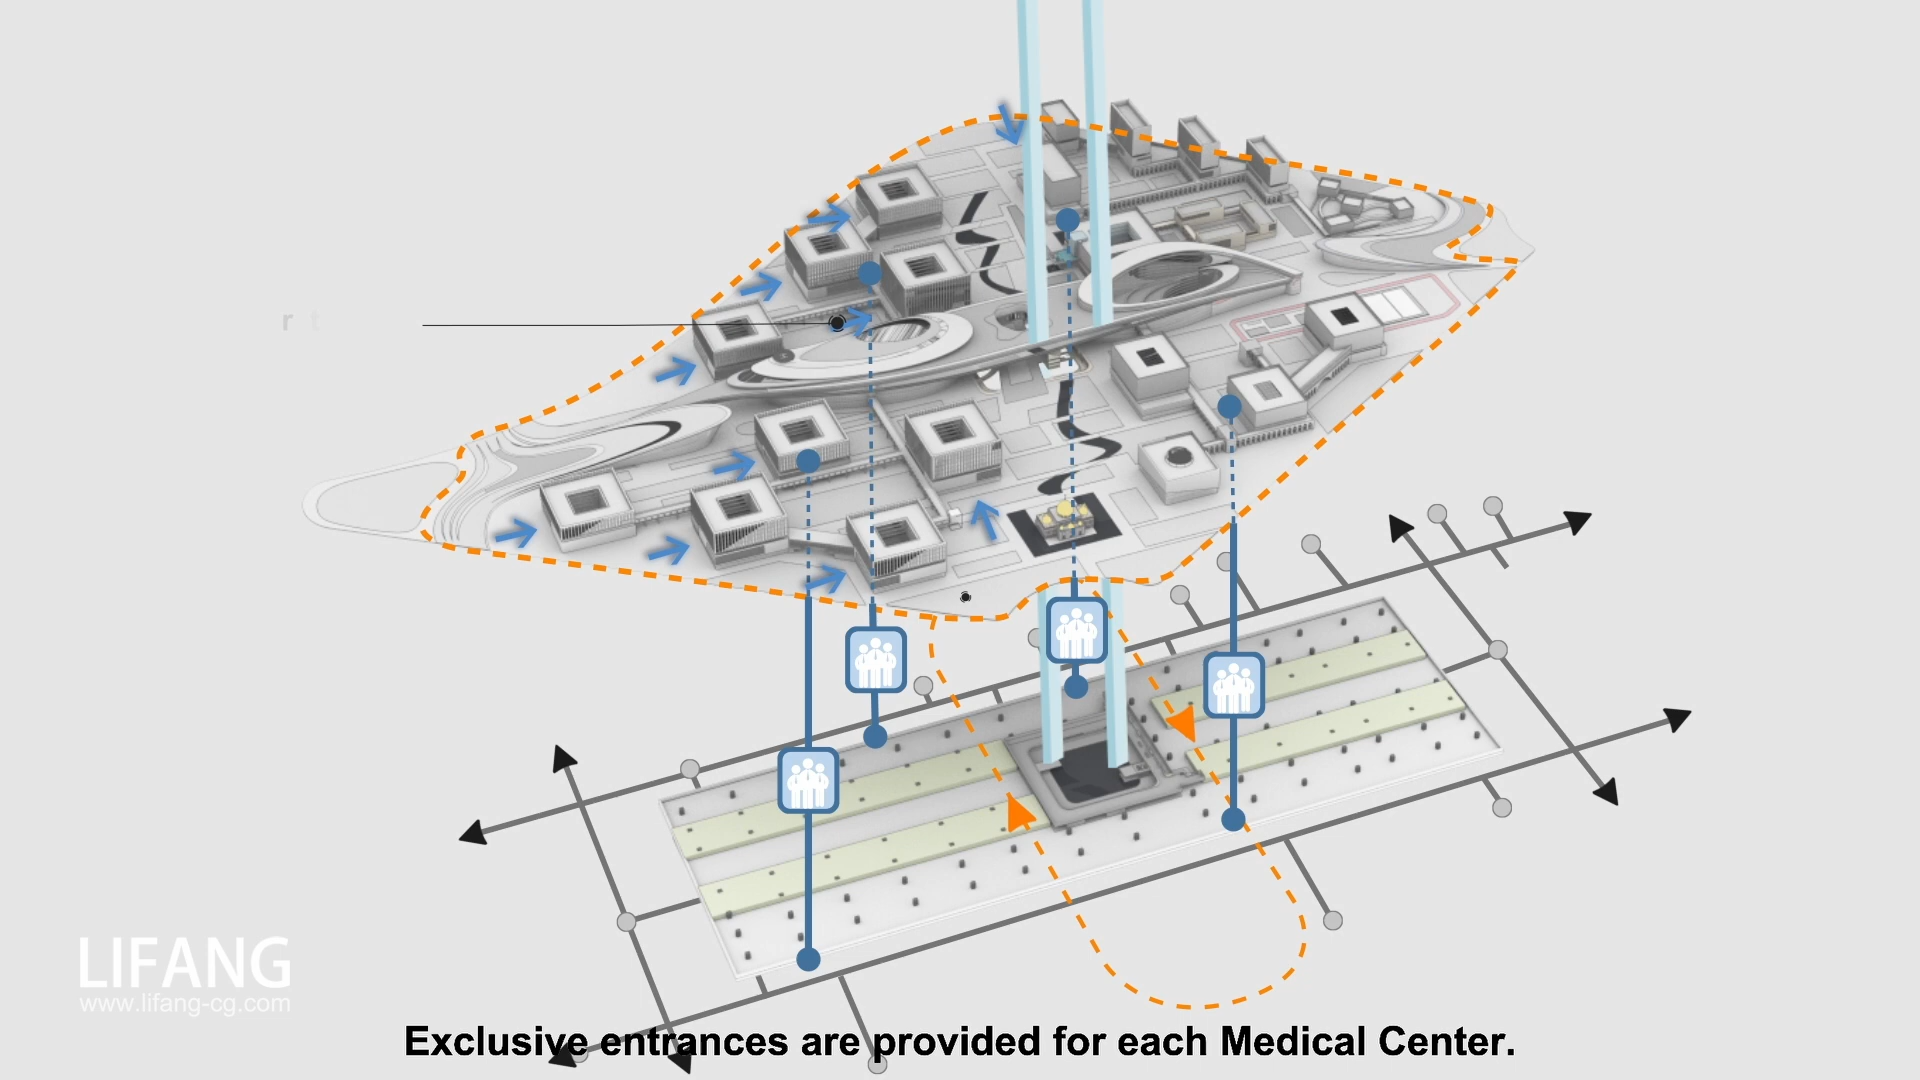 r t
LIFANG
www.lifang-cg.com
Exclusive entrances are provided for each Medical Center.